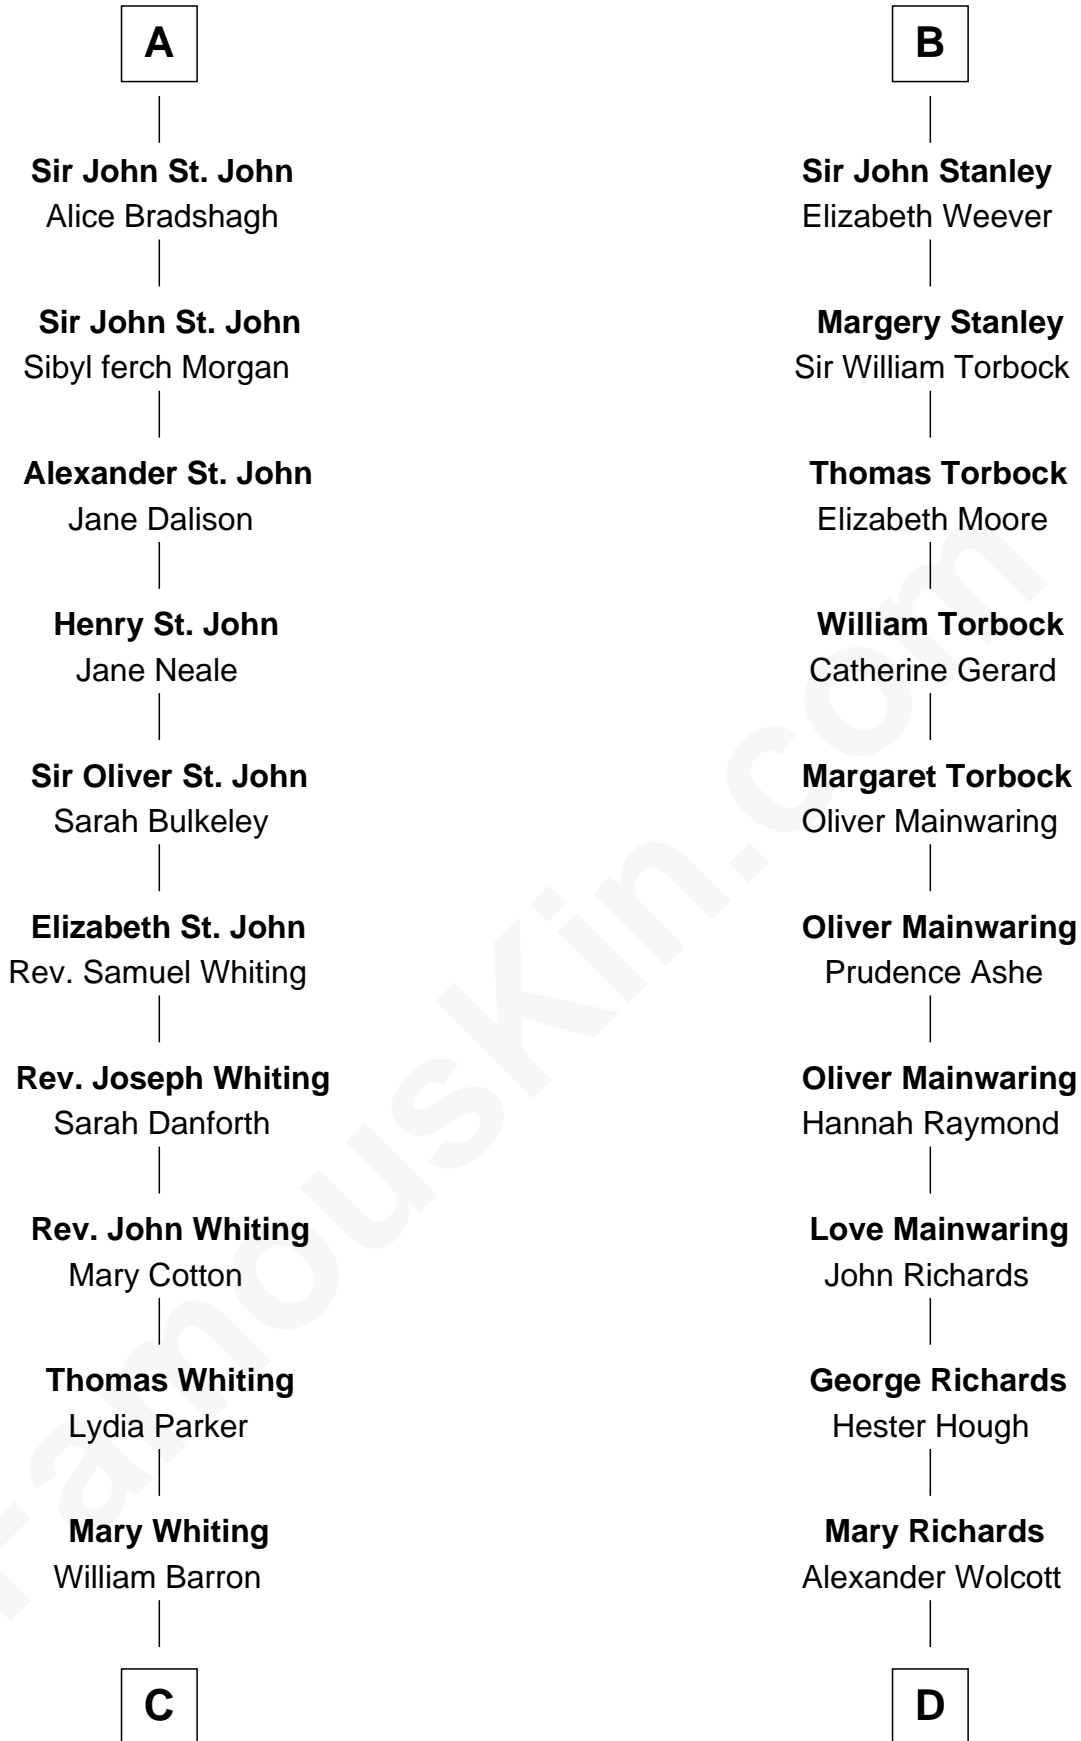 A
Sir John St. John
Alice Bradshagh
Sir John St. John
Sibyl ferch Morgan
Alexander St. John
Jane Dalison
Henry St. John
Jane Neale
Sir Oliver St. John
Sarah Bulkeley
Elizabeth St. John
Rev. Samuel Whiting
Rev. Joseph Whiting
Sarah Danforth
Rev. John Whiting
Mary Cotton
Thomas Whiting
Lydia Parker
Mary Whiting
William Barron
C
B
Sir John Stanley
Elizabeth Weever
Margery Stanley
Sir William Torbock
Thomas Torbock
Elizabeth Moore
William Torbock
Catherine Gerard
Margaret Torbock
Oliver Mainwaring
Oliver Mainwaring
Prudence Ashe
Oliver Mainwaring
Hannah Raymond
Love Mainwaring
John Richards
George Richards
Hester Hough
Mary Richards
Alexander Wolcott
D
FamousKin.com